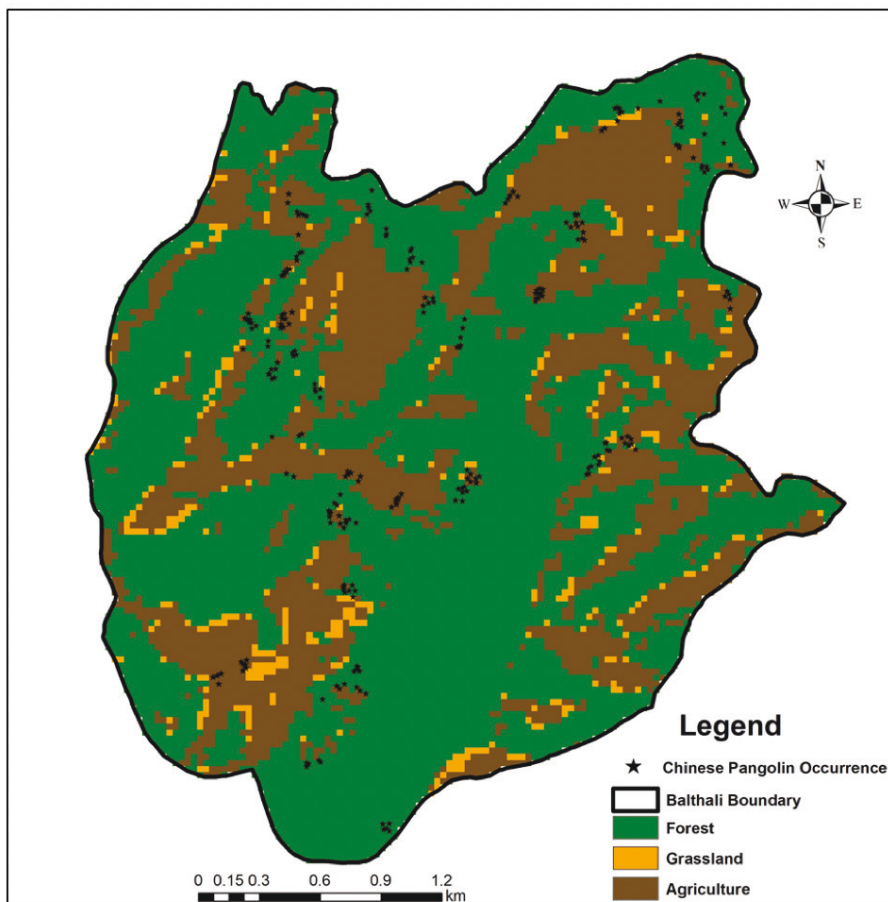 N
W E
S
Legend
Chinese Pangolin Occurrence
Balthali Boundary
Forest
Grassland
Agriculture
0 0.15 0.3 0.6 0.9 1.2
km